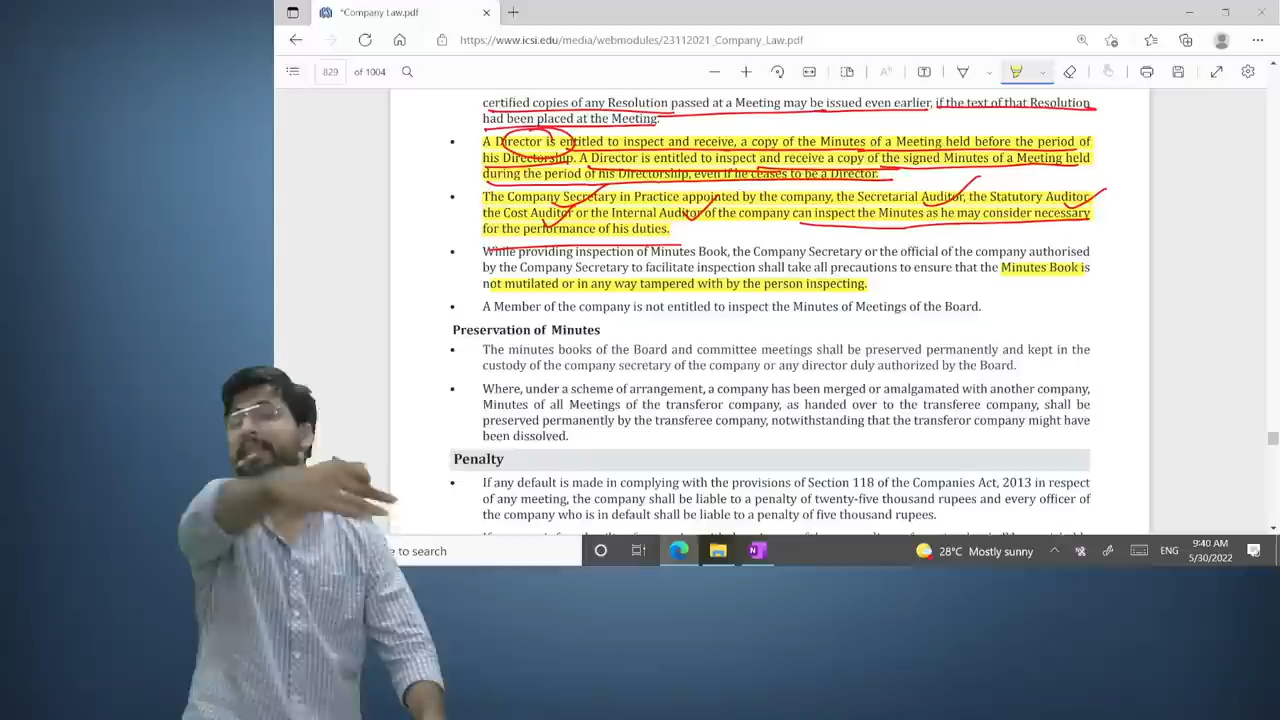 *Company Law.pdf
https://www.icsi.edu/media/webmodules/23112021_Company_Law.pdf
829 of 1004
certified copies of any Resolution passed at a Meeting may be issued even earlier, if the text of that Resolution
had been placed at the Meeting.
• A Director is entitled to inspect and receive, a copy of the Minutes of a Meeting held before the period of
his Directorship. A Director is entitled to inspect and receive a copy of the signed Minutes of a Meeting held
during the period of his Directorship, even if he ceases to be a Director.
• The Company Secretary in Practice appointed by the company, the Secretarial Auditor, the Statutory Auditor,
the Cost Auditor or the Internal Auditor of the company can inspect the Minutes as he may consider necessary
for the performance of his duties.
• While providing inspection of Minutes Book, the Company Secretary or the official of the company authorised
by the Company Secretary to facilitate inspection shall take all precautions to ensure that the Minutes Book is
not mutilated or in any way tampered with by the person inspecting.
• A Member of the company is not entitled to inspect the Minutes of Meetings of the Board.
Preservation of Minutes
• The minutes books of the Board and committee meetings shall be preserved permanently and kept in the
custody of the company secretary of the company or any director duly authorized by the Board.
• Where, under a scheme of arrangement, a company has been merged or amalgamated with another company,
Minutes of all Meetings of the transferor company, as handed over to the transferee company, shall be
preserved permanently by the transferee company, notwithstanding that the transferor company might have
been dissolved.
Penalty
• If any default is made in complying with the provisions of Section 118 of the Companies Act, 2013 in respect
of any meeting, the company shall be liable to a penalty of twenty-five thousand rupees and every officer of
the company who is in default shall be liable to a penalty of five thousand rupees.
to search
28°C Mostly sunny
ENG
9:40 AM
5/30/2022